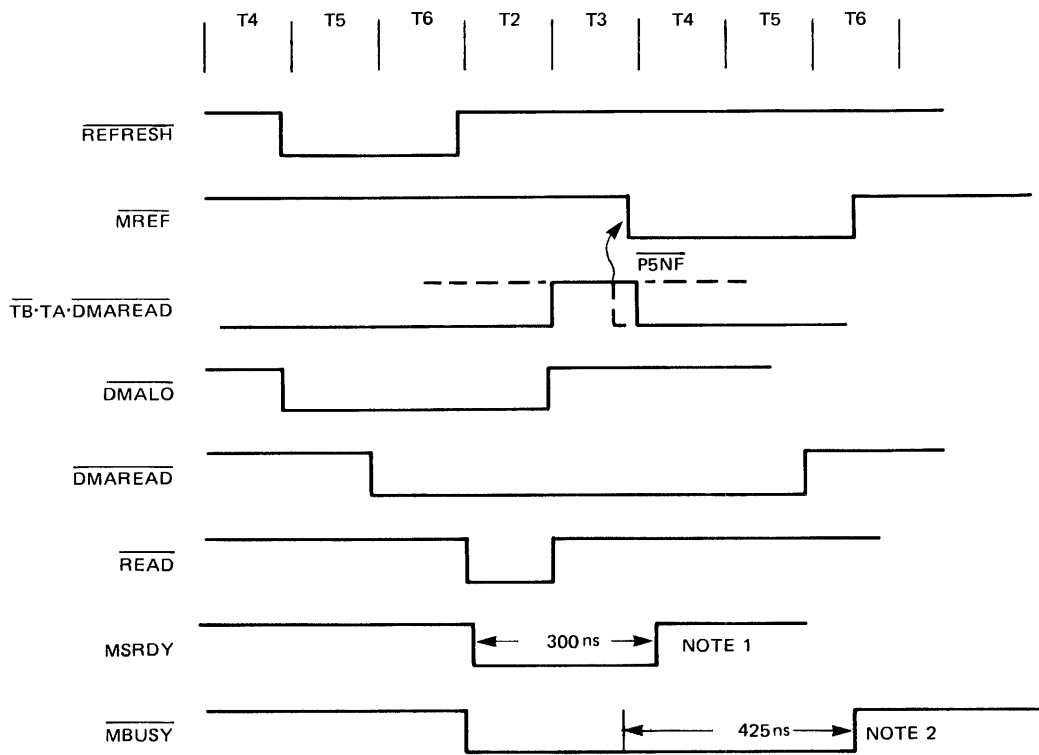 T4 T5 T6 T2 T3 T4 T5 T6
REFRESH
MREF
P5NF
TB·TA·DMAREAD
DMALO
DMAREAD
READ
MSRDY 300 ns NOTE 1
MBUSY 425 ns NOTE 2